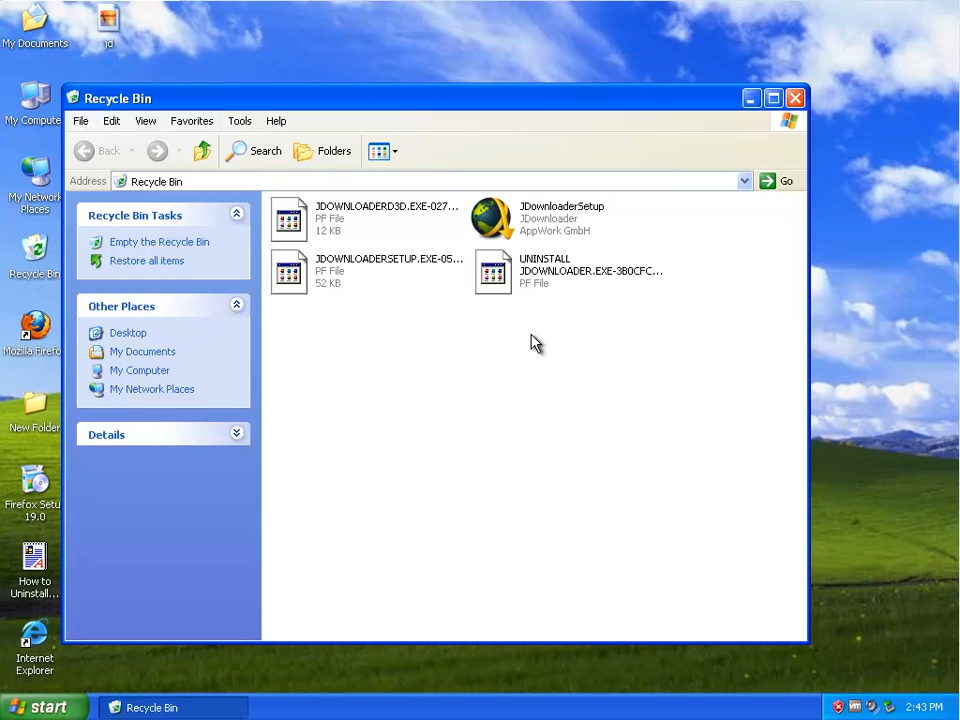 My Documents
jd
My Compute
My Network
Places
Recycle Bin
Mozilla Firefo
New Folder
Firefox Setu
19.0
How to
Uninstall...
Internet
Explorer
Recycle Bin
File Edit View Favorites Tools Help
Back Search Folders
Address Recycle Bin Go
Recycle Bin Tasks
Empty the Recycle Bin
Restore all items
Other Places
Desktop
My Documents
My Computer
My Network Places
Details
JDOWNLOADERD3D.EXE-027...
PF File
12 KB
JDownloaderSetup
JDownloader
AppWork GmbH
JDOWNLOADERSETUP.EXE-05...
PF File
52 KB
UNINSTALL
JDOWNLOADER.EXE-3B0CFC...
PF File
start Recycle Bin 2:43 PM